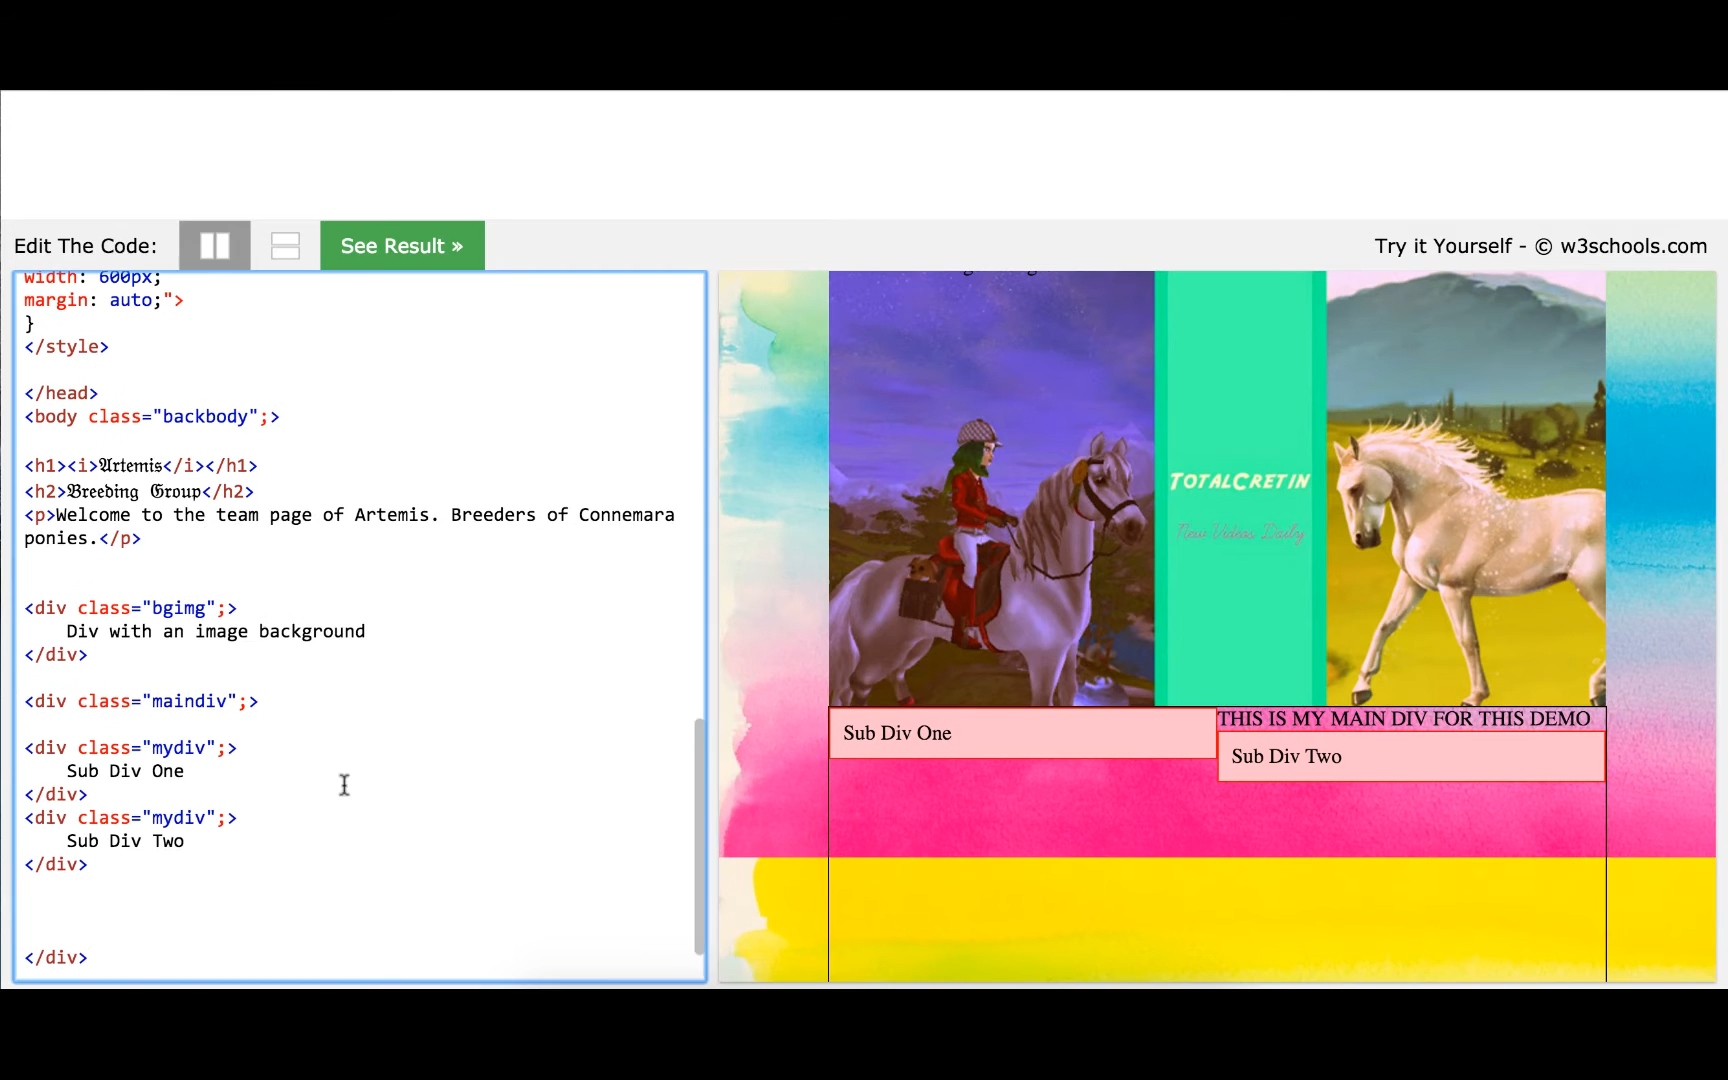 Edit The Code:
See Result »
Try it Yourself - © w3schools.com
width: 600px;
margin: auto;">
}
</style>
</head>
<body class="backbody";>
<h1><i>𝔄𝔯𝔱𝔢𝔪𝔦𝔰</i></h1>
<h2>𝔅𝔯𝔢𝔢𝔡𝔦𝔫𝔤 𝔊𝔯𝔬𝔲𝔭</h2>
<p>Welcome to the team page of Artemis. Breeders of Connemara
ponies.</p>
<div class="bgimg";>
Div with an image background
</div>
<div class="maindiv";>
<div class="mydiv";>
Sub Div One
</div>
<div class="mydiv";>
Sub Div Two
</div>
</div>
TOTALCRETIN
New Videos Daily
Sub Div One
THIS IS MY MAIN DIV FOR THIS DEMO
Sub Div Two